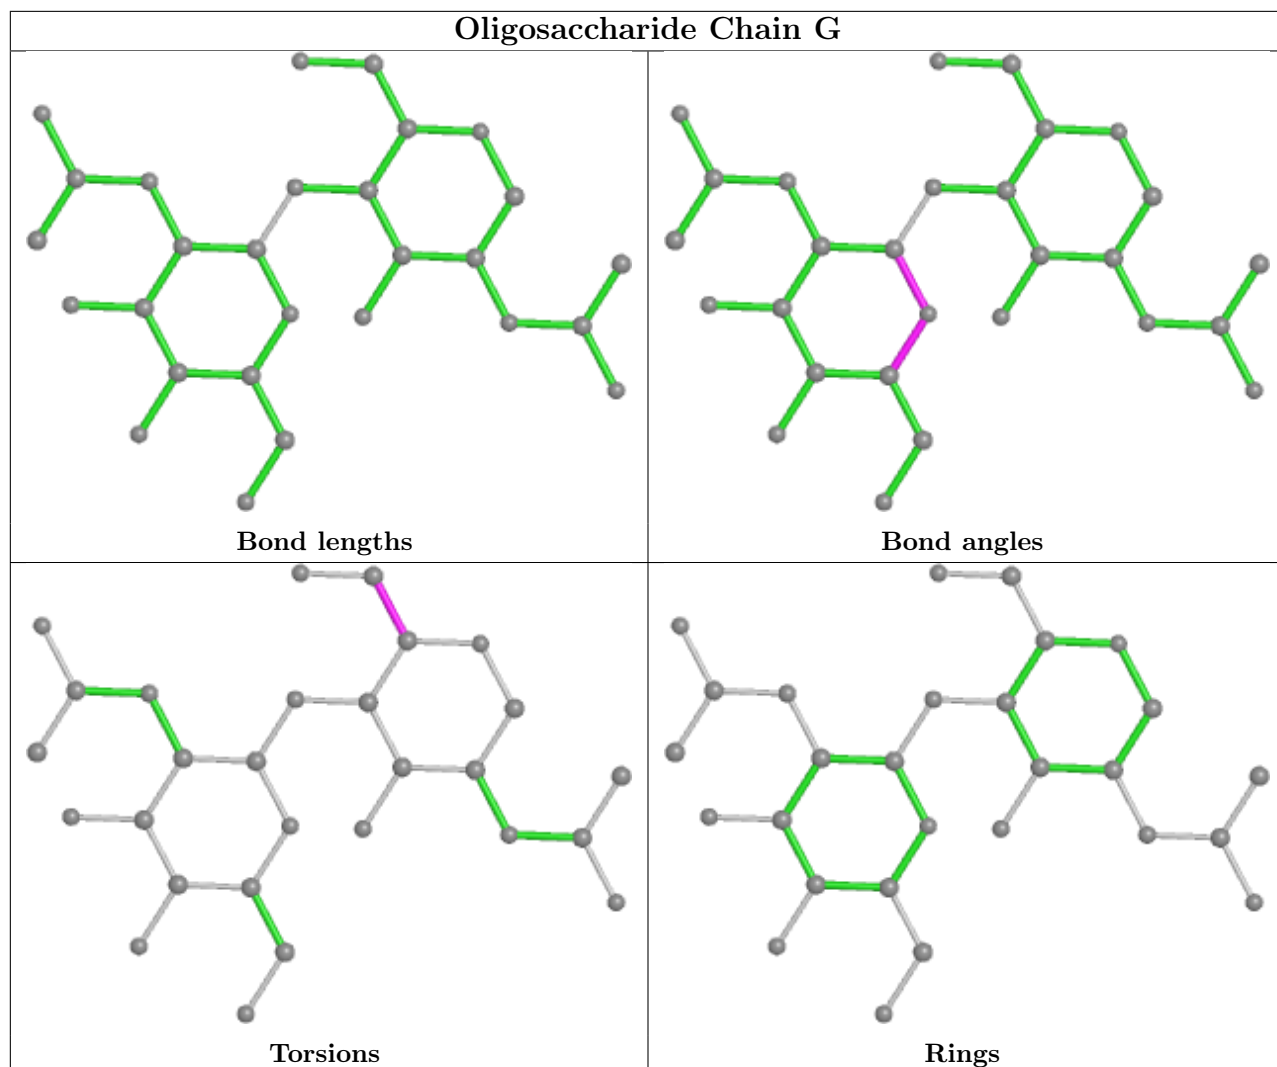 Oligosaccharide Chain G
Bond lengths
Bond angles
Torsions
Rings